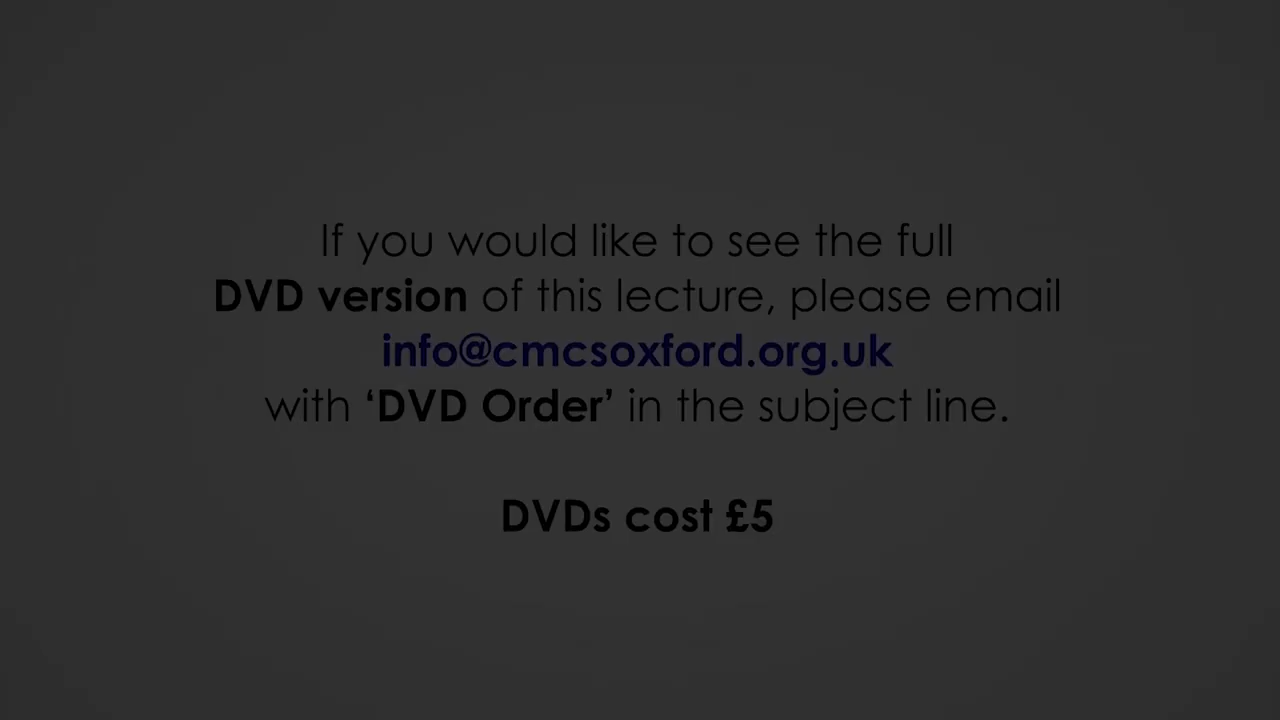 If you would like to see the full
DVD version of this lecture, please email
info@cmcsoxford.org.uk
with ‘DVD Order’ in the subject line.
DVDs cost £5